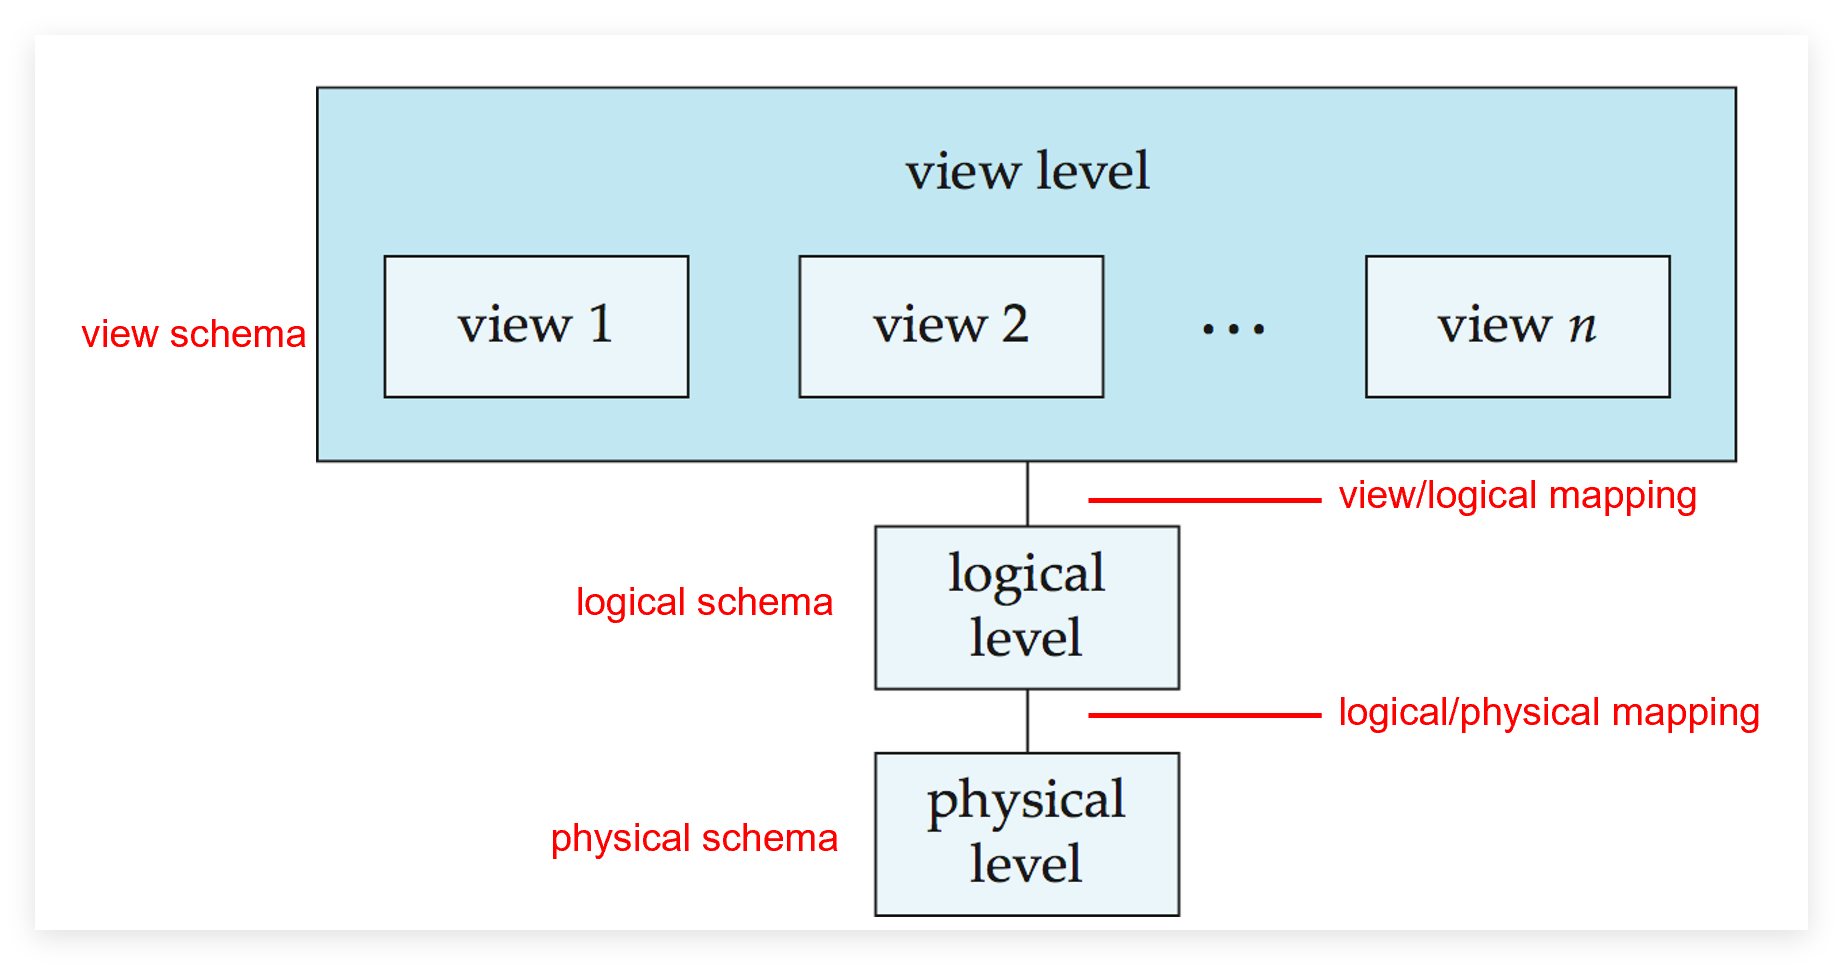 view level
view schema
view 1
view 2
...
view n
view/logical mapping
logical schema
logical
level
logical/physical mapping
physical schema
physical
level